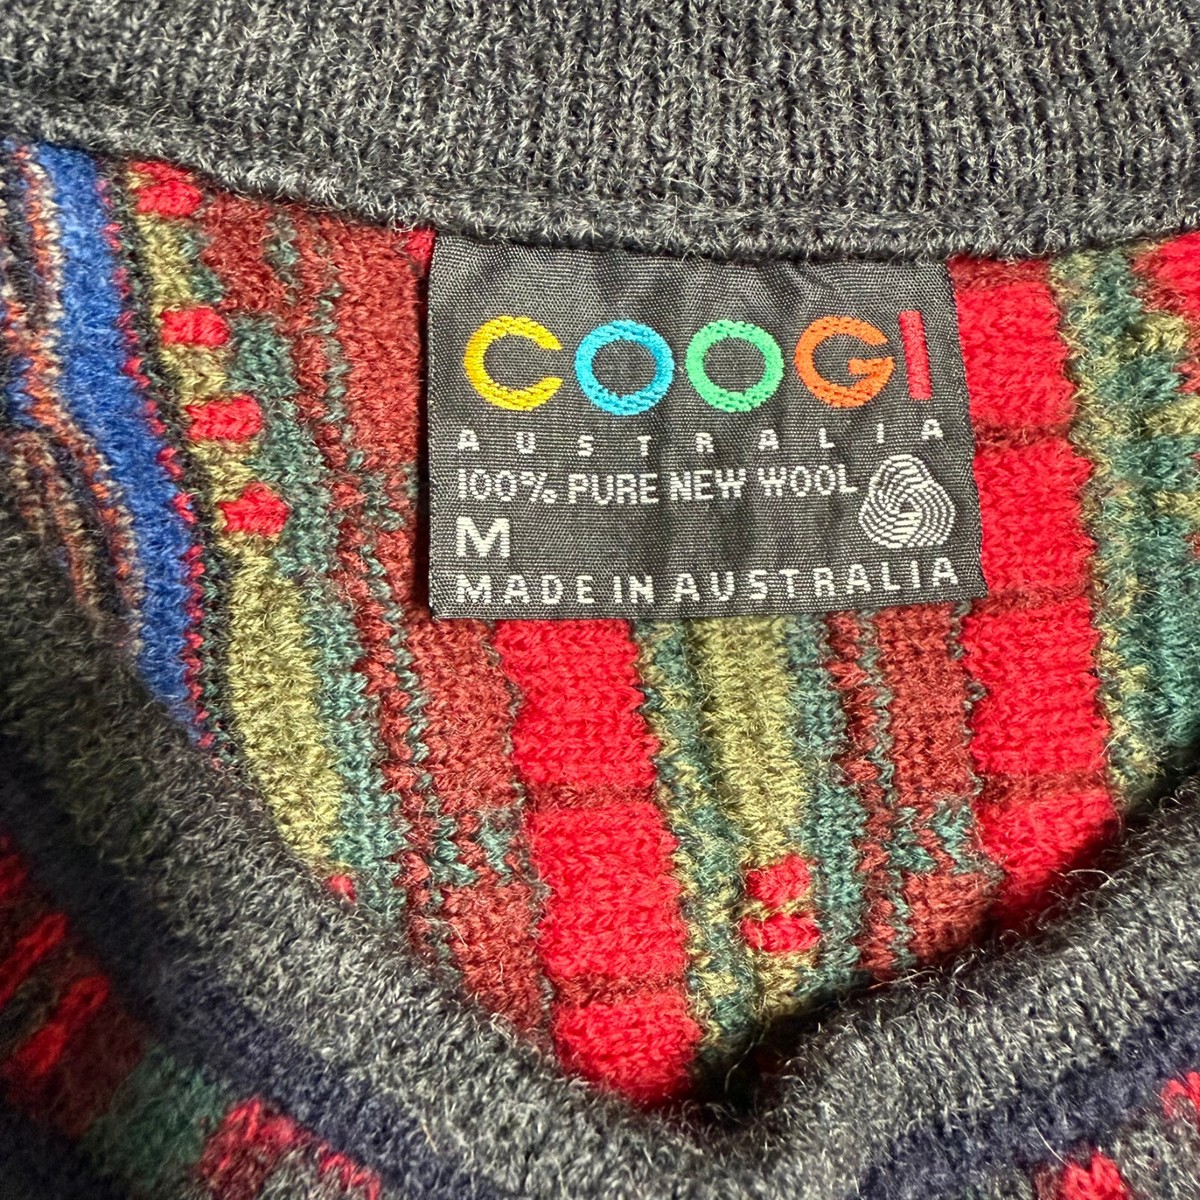 COOGI
AUSTRALIA
100% PURE NEW WOOL
M
MADE IN AUSTRALIA